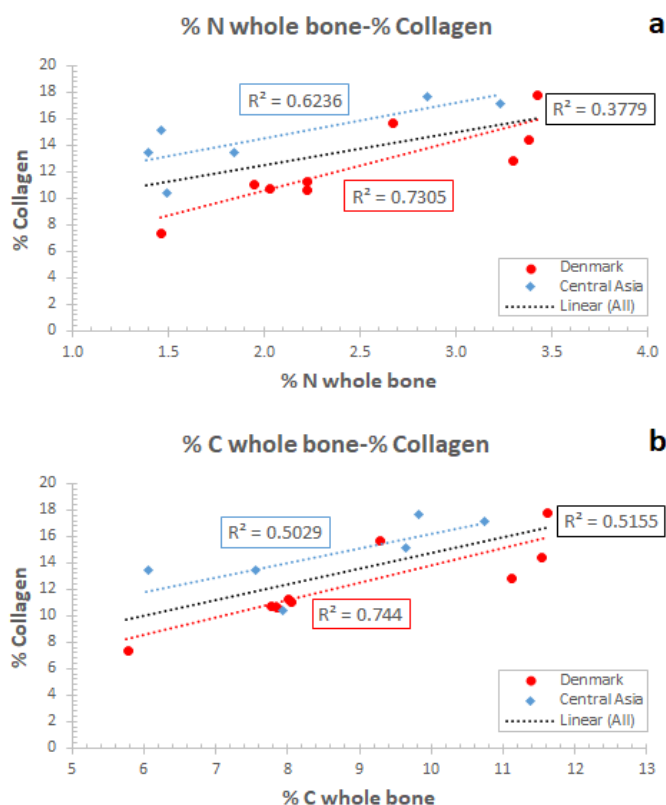 % N whole bone-% Collagen
a
20
18
16
14
12
10
8
6
4
2
0
% Collagen
R² = 0.6236
R² = 0.3779
R² = 0.7305
Denmark
Central Asia
Linear (All)
1.0 1.5 2.0 2.5 3.0 3.5 4.0
% N whole bone
% C whole bone-% Collagen
b
20
18
16
14
12
10
8
6
4
2
0
% Collagen
R² = 0.5029
R² = 0.5155
R² = 0.744
Denmark
Central Asia
Linear (All)
5 6 7 8 9 10 11 12 13
% C whole bone